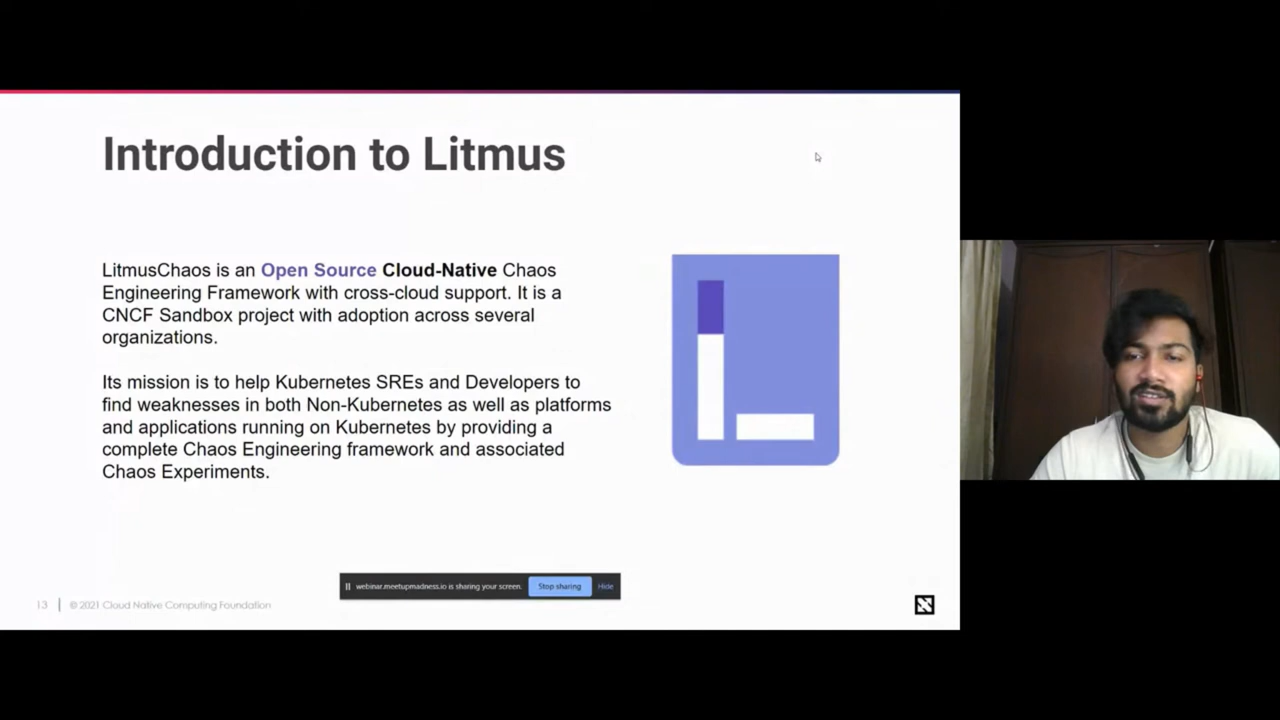 Introduction to Litmus
LitmusChaos is an Open Source Cloud-Native Chaos
Engineering Framework with cross-cloud support. It is a
CNCF Sandbox project with adoption across several
organizations.
Its mission is to help Kubernetes SREs and Developers to
find weaknesses in both Non-Kubernetes as well as platforms
and applications running on Kubernetes by providing a
complete Chaos Engineering framework and associated
Chaos Experiments.
webinar.meetupmadness.io is sharing your screen. Stop sharing Hide
13 © 2021 Cloud Native Computing Foundation